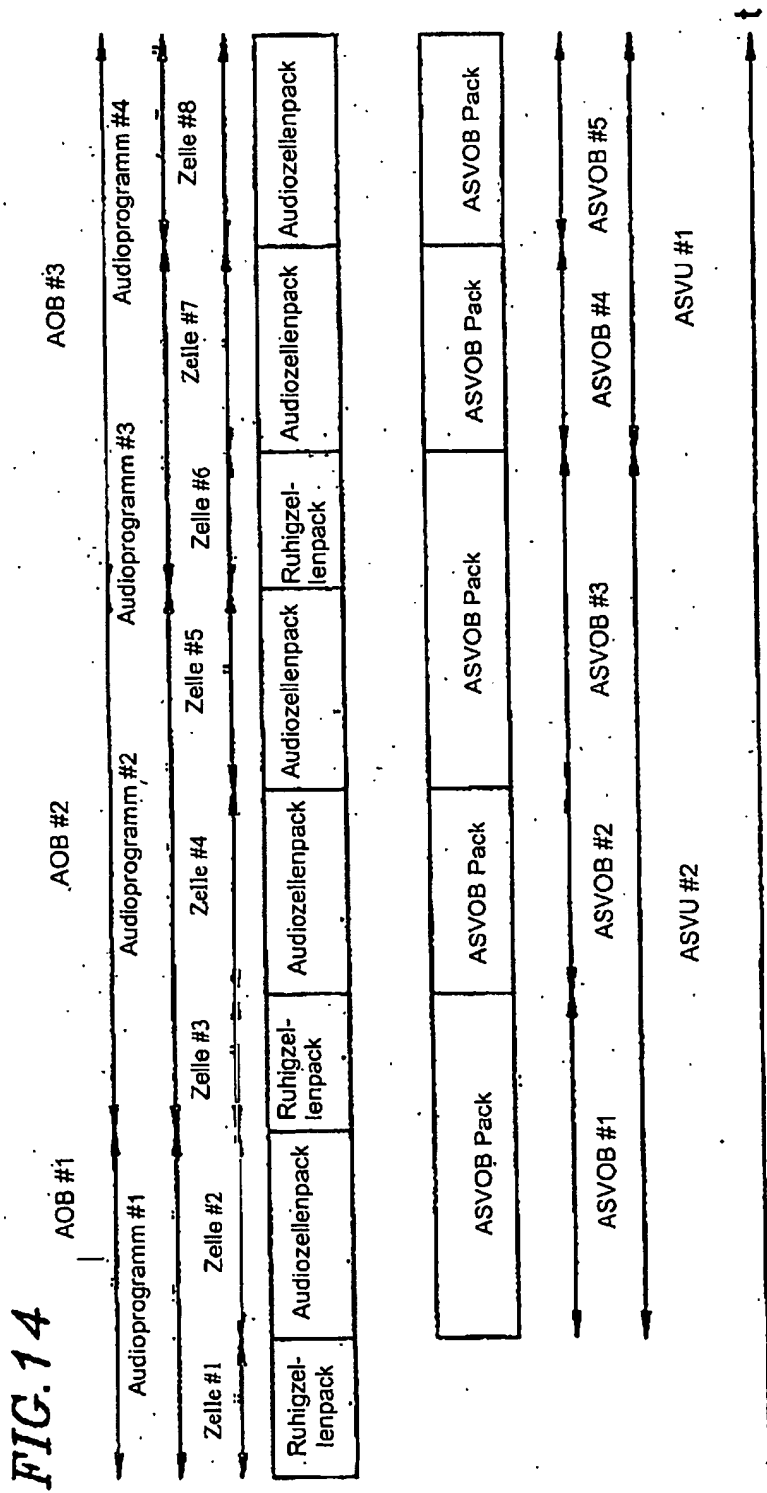 FIG.14
AOB #1
AOB #2
AOB #3
Audioprogramm #1
Audioprogramm #2
Audioprogramm #3
Audioprogramm #4
Zelle #1
Zelle #2
Zelle #3
Zelle #4
Zelle #5
Zelle #6
Zelle #7
Zelle #8
Ruhigzel-
lenpack
Audiozellenpack
Ruhigzel-
lenpack
Audiozellenpack
Audiozellenpack
Ruhigzel-
lenpack
Audiozellenpack
Audiozellenpack
ASVOB Pack
ASVOB Pack
ASVOB Pack
ASVOB Pack
ASVOB Pack
ASVOB #1
ASVOB #2
ASVOB #3
ASVOB #4
ASVOB #5
ASVU #2
ASVU #1
t